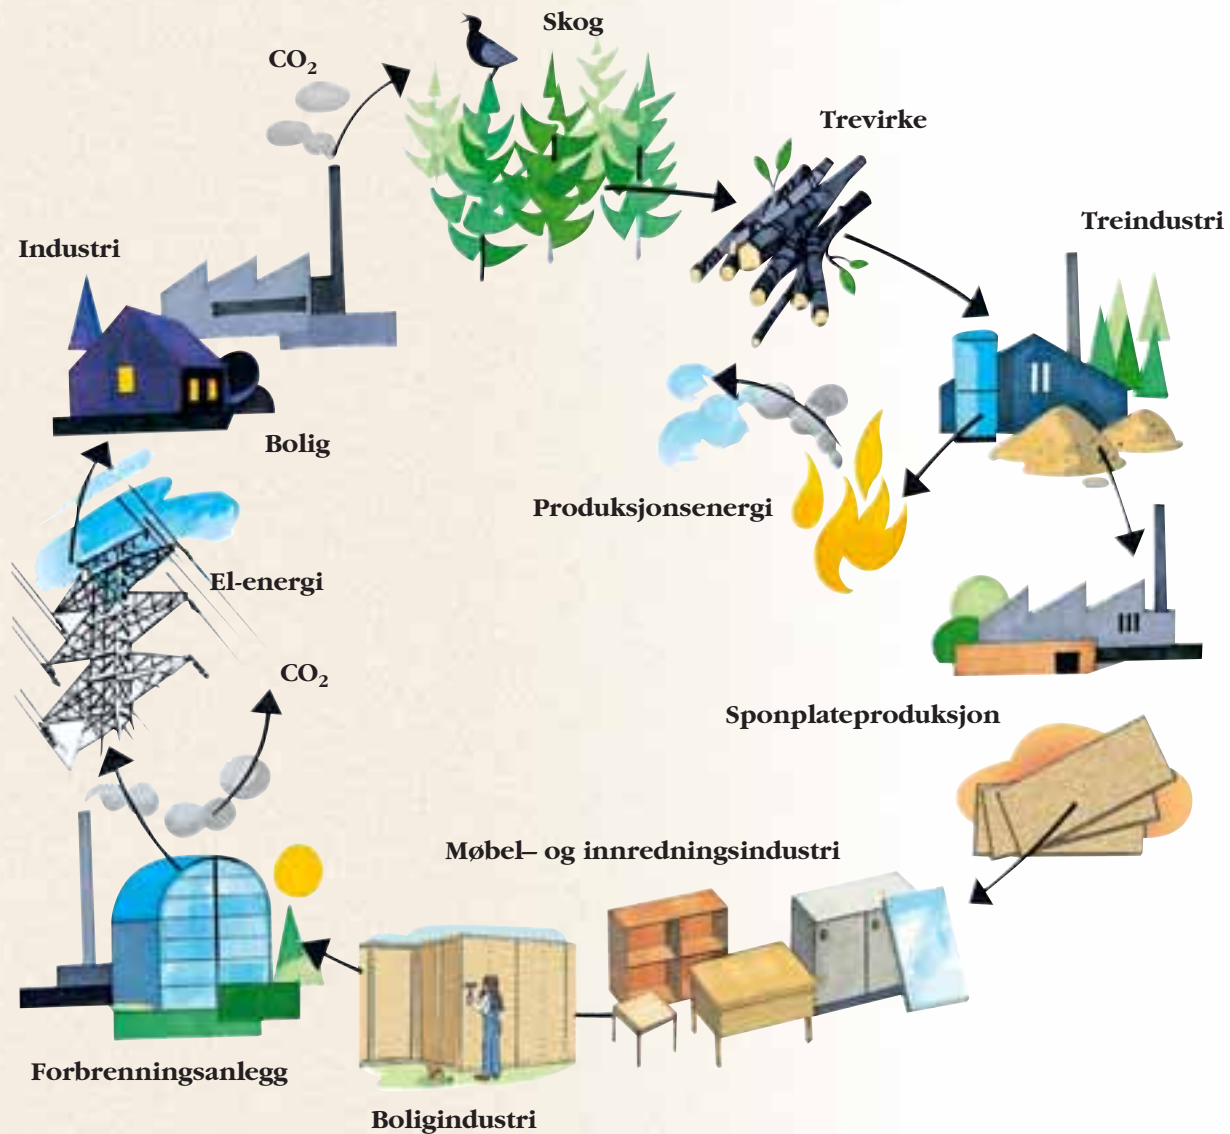 Skog
CO₂
Trevirke
Treindustri
Industri
Bolig
Produksjonsenergi
El-energi
CO₂
Sponplateproduksjon
Møbel– og innredningsindustri
Forbrenningsanlegg
Boligindustri